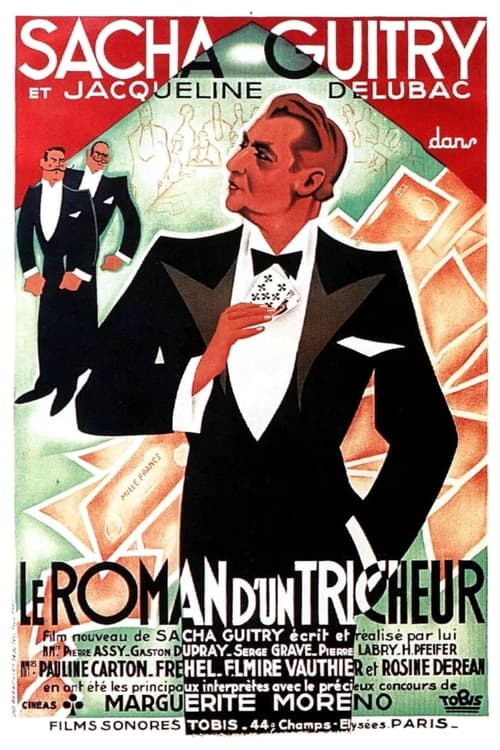 SACHA GUITRY
ET JACQUELINE DELUBAC
dans
MILLE FRANCS
LE ROMAN D'UN TRICHEUR
Film nouveau de SACHA GUITRY écrit et réalisé par lui
MM. PIERRE ASSY - GASTON DUPRAY - SERGE GRAVE - PIERRE LABRY - H. PFEIFER
MMES PAULINE CARTON - FREHEL - ELMIRE VAUTHIER et ROSINE DEREAN
en ont été les principaux interprètes avec le précieux concours de
MARGUERITE MORENO
CINÉAS
TOBIS
FILMS SONORES TOBIS - 44, Champs-Elysées. PARIS_